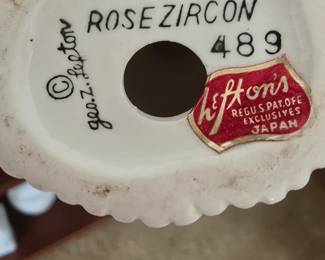 ROSE ZIRCON
489
© geo. Z. Lefton
Lefton's
REG.U.S.PAT.OFF.
EXCLUSIVES
JAPAN